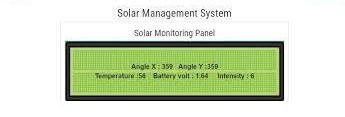 Solar Management System
Solar Monitoring Panel
Angle X : 359 Angle Y :359
Temperature :56 Battery volt : 1.64 Intensity : 6